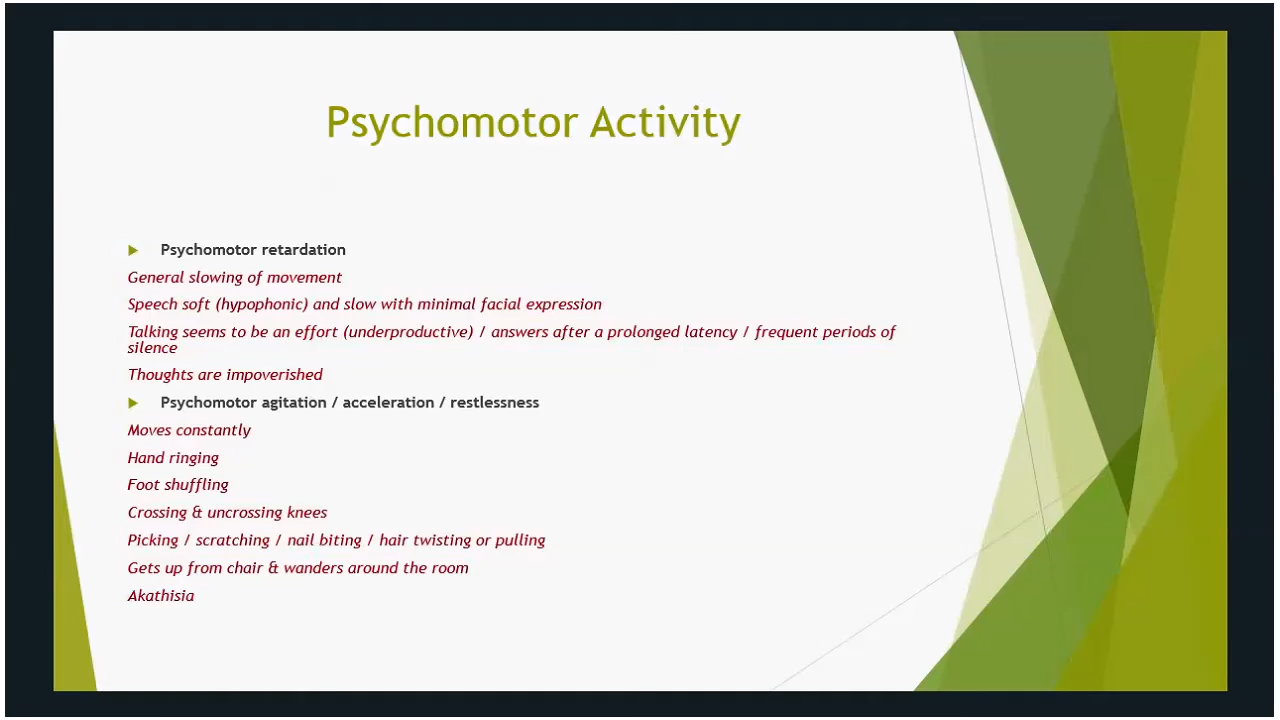 Psychomotor Activity
Psychomotor retardation
General slowing of movement
Speech soft (hypophonic) and slow with minimal facial expression
Talking seems to be an effort (underproductive) / answers after a prolonged latency / frequent periods of
silence
Thoughts are impoverished
Psychomotor agitation / acceleration / restlessness
Moves constantly
Hand ringing
Foot shuffling
Crossing & uncrossing knees
Picking / scratching / nail biting / hair twisting or pulling
Gets up from chair & wanders around the room
Akathisia